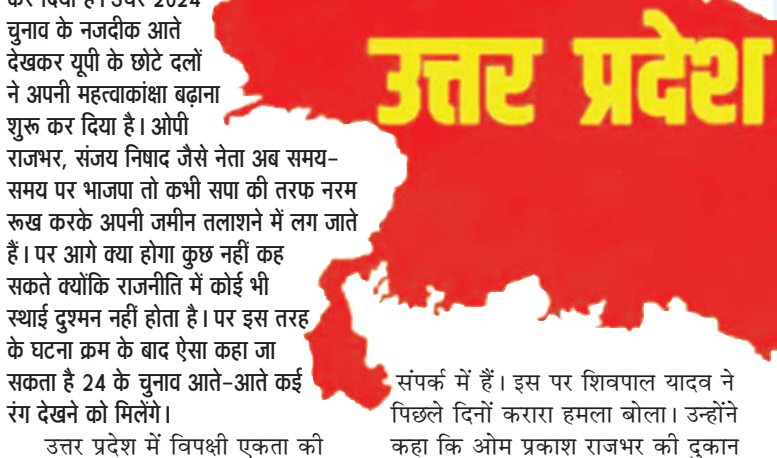 कर दिया है। उधर 2024
चुनाव के नजदीक आते
देखकर यूपी के छोटे दलों
ने अपनी महत्वाकांक्षा बढ़ाना
शुरू कर दिया है। ओपी
राजभर, संजय निषाद जैसे नेता अब समय-
समय पर भाजपा तो कभी सपा की तरफ नरम
रूख करके अपनी जमीन तलाशने में लग जाते
हैं। पर आगे क्या होगा कुछ नहीं कह
सकते क्योंकि राजनीति में कोई भी
स्थाई दुश्मन नहीं होता है। पर इस तरह
के घटना क्रम के बाद ऐसा कहा जा
सकता है 24 के चुनाव आते-आते कई
रंग देखने को मिलेंगे।
उत्तर प्रदेश में विपक्षी एकता की
उत्तर प्रदेश
संपर्क में हैं। इस पर शिवपाल यादव ने
पिछले दिनों करारा हमला बोला। उन्होंने
कहा कि ओम प्रकाश राजभर की दुकान